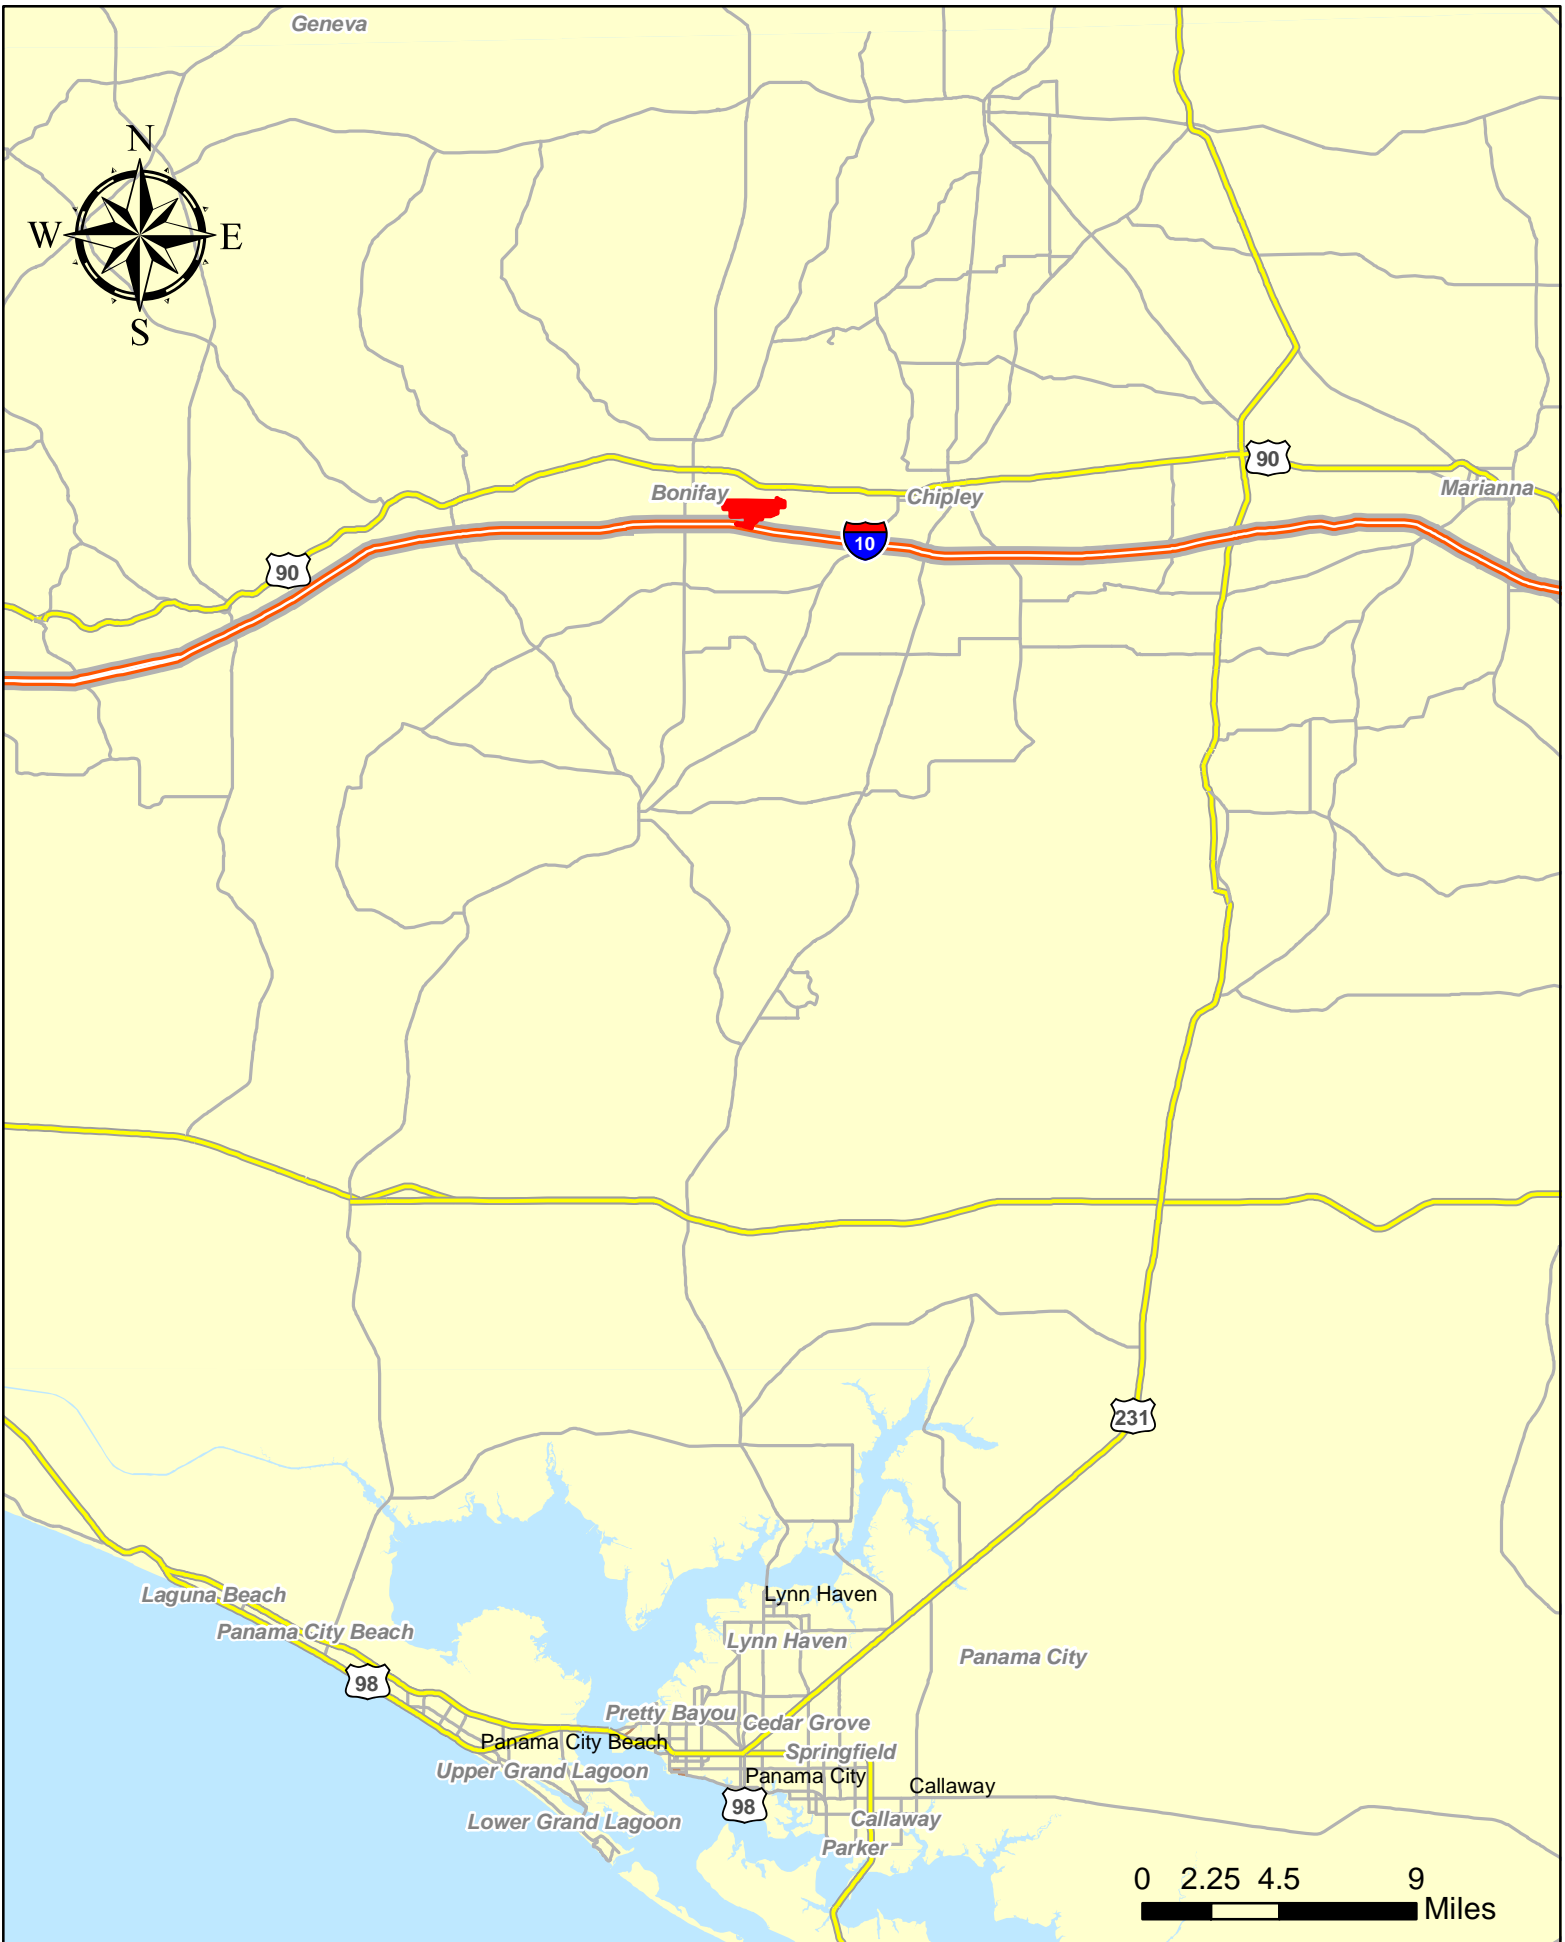 Geneva
N
W
E
S
90
Bonifay
Chipley
Marianna
10
90
231
Laguna Beach
Lynn Haven
Panama City Beach
Lynn Haven
Panama City
98
Pretty Bayou
Cedar Grove
Panama City Beach
Springfield
Upper Grand Lagoon
Panama City
Callaway
98
Lower Grand Lagoon
Callaway
Parker
0 2.25 4.5 9
Miles